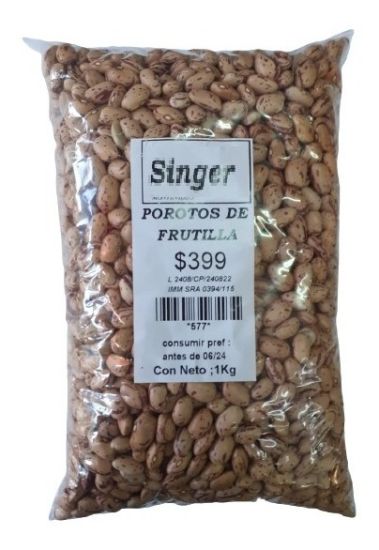 Singer
POROTOS DE
FRUTILLA
$399
L 2408/CP/240822
IMM SRA 0394/115
"577"
consumir pref :
antes de 06/24
Con Neto ;1Kg